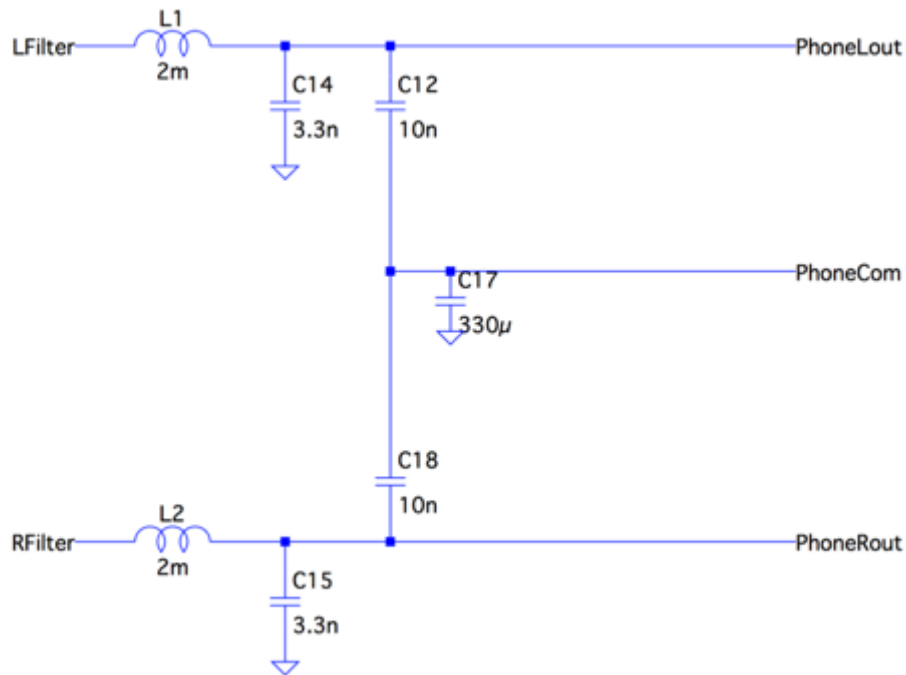 L1
LFilter
PhoneLout
2m
C14
C12
3.3n
10n
PhoneCom
C17
330µ
C18
10n
L2
RFilter
PhoneRout
2m
C15
3.3n